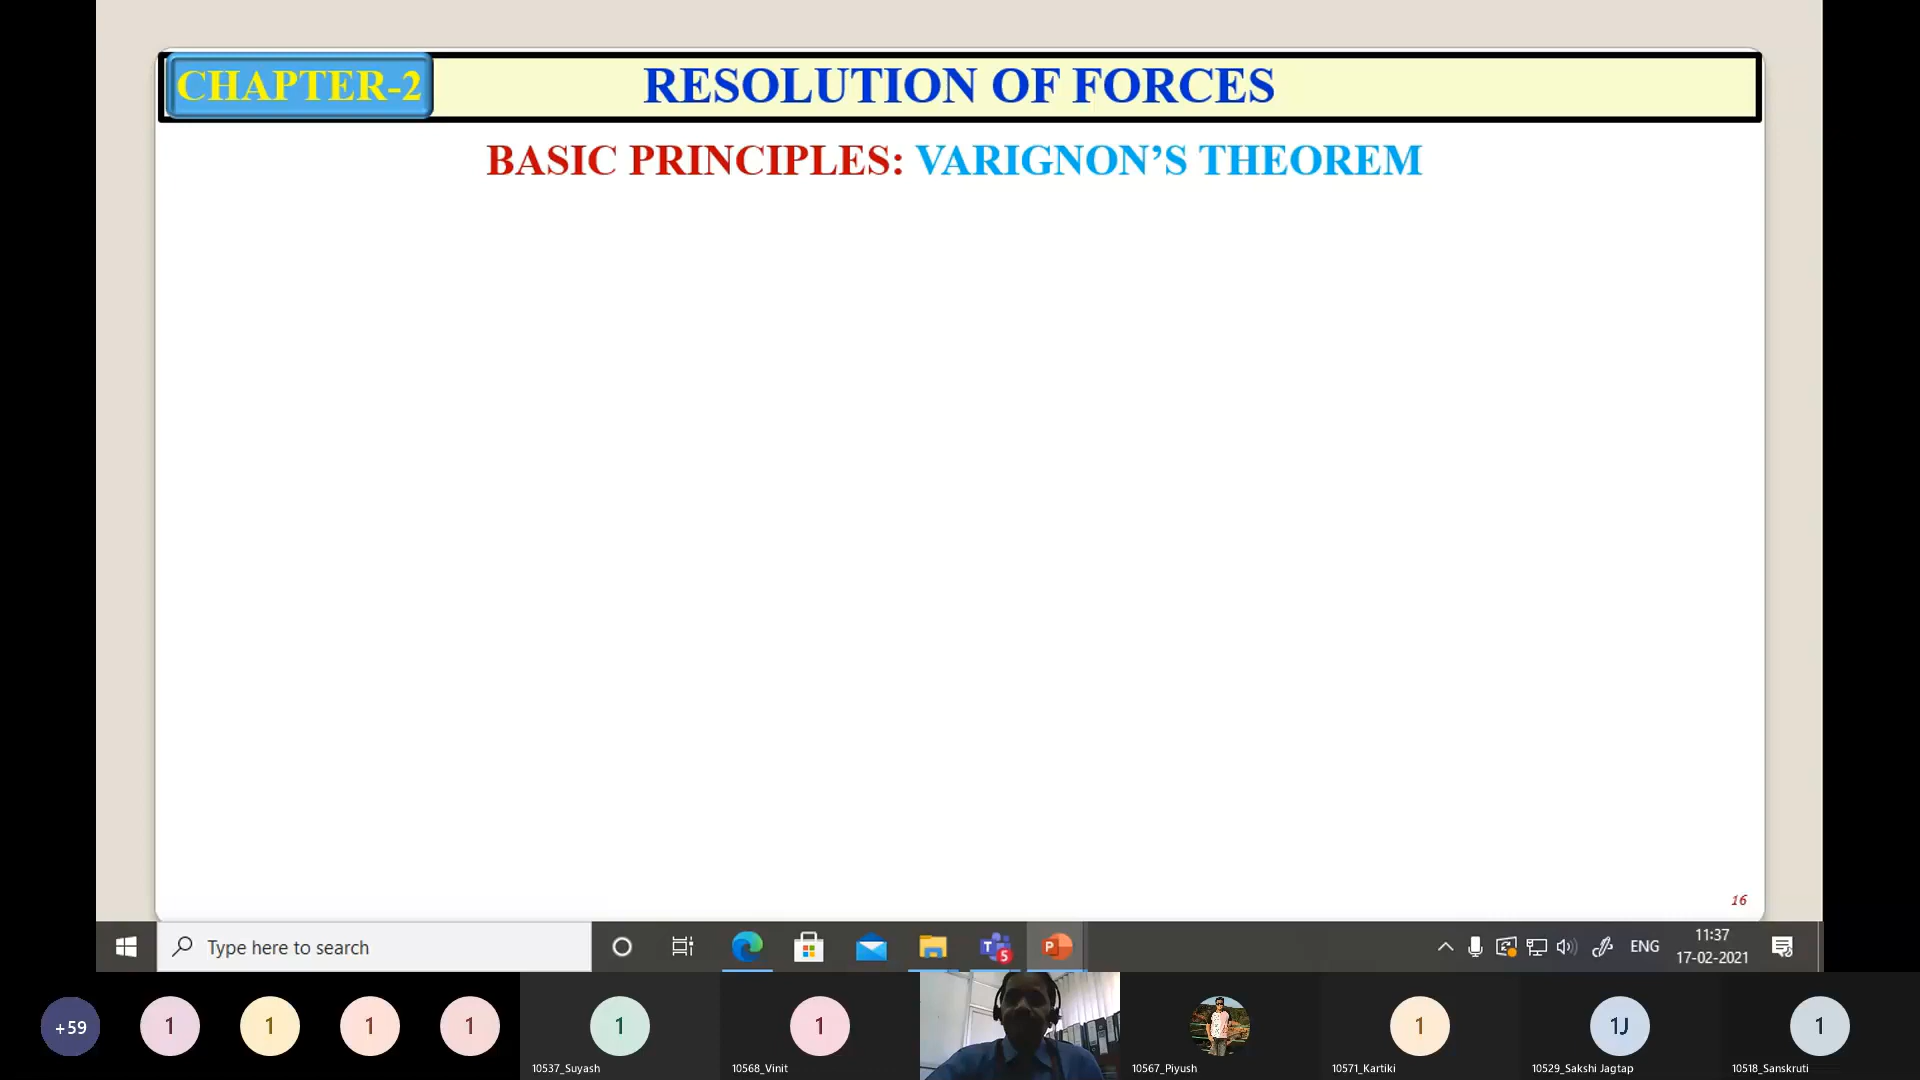 CHAPTER-2
RESOLUTION OF FORCES
BASIC PRINCIPLES: VARIGNON’S THEOREM
16
Type here to search
T
5
P
ENG
11:37
17-02-2021
+59
1
1
1
1
1
10537_Suyash
1
10568_Vinit
10567_Piyush
1
10571_Kartiki
1J
10529_Sakshi Jagtap
1
10518_Sanskruti